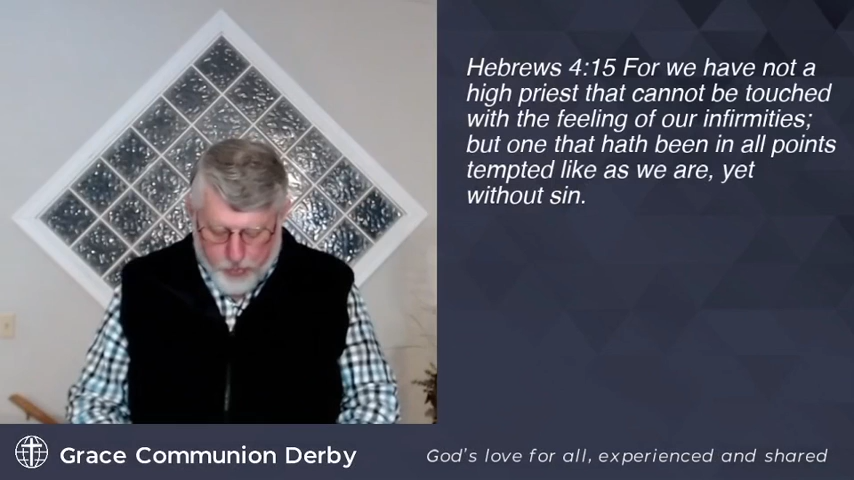 Hebrews 4:15 For we have not a
high priest that cannot be touched
with the feeling of our infirmities;
but one that hath been in all points
tempted like as we are, yet
without sin.
Grace Communion Derby
God's love for all, experienced and shared